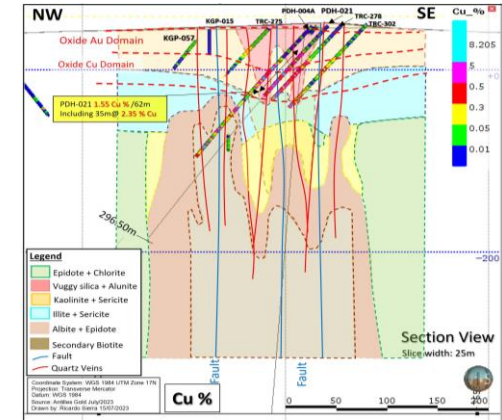 NW
SE
KGP-057
KGP-015
TRC-275
PDH-004A
PDH-021
TRC-278
TRC-302
Cu_%
8.205
5
0.5
0.3
0.05
0.01
Oxide Au Domain
Oxide Cu Domain
+0
PDH-021 1.55 Cu % /62m
Including 35m@ 2.35 % Cu
296.50m
-200
Legend
Epidote + Chlorite
Vuggy silica + Alunite
Kaolinite + Sericite
Illite + Sericite
Albite + Epidote
Secondary Biotite
Fault
Quartz Veins
Fault
Fault
Section View
Slice width: 25m
Coordinate System: WGS 1984 UTM Zone 17N
Projection: Transverse Mercator
Datum: WGS 1984
Source: Antilles Gold July/2023
Drawn by: Ricardo Sierra 15/07/2023
Cu %
0
50
100
150
200